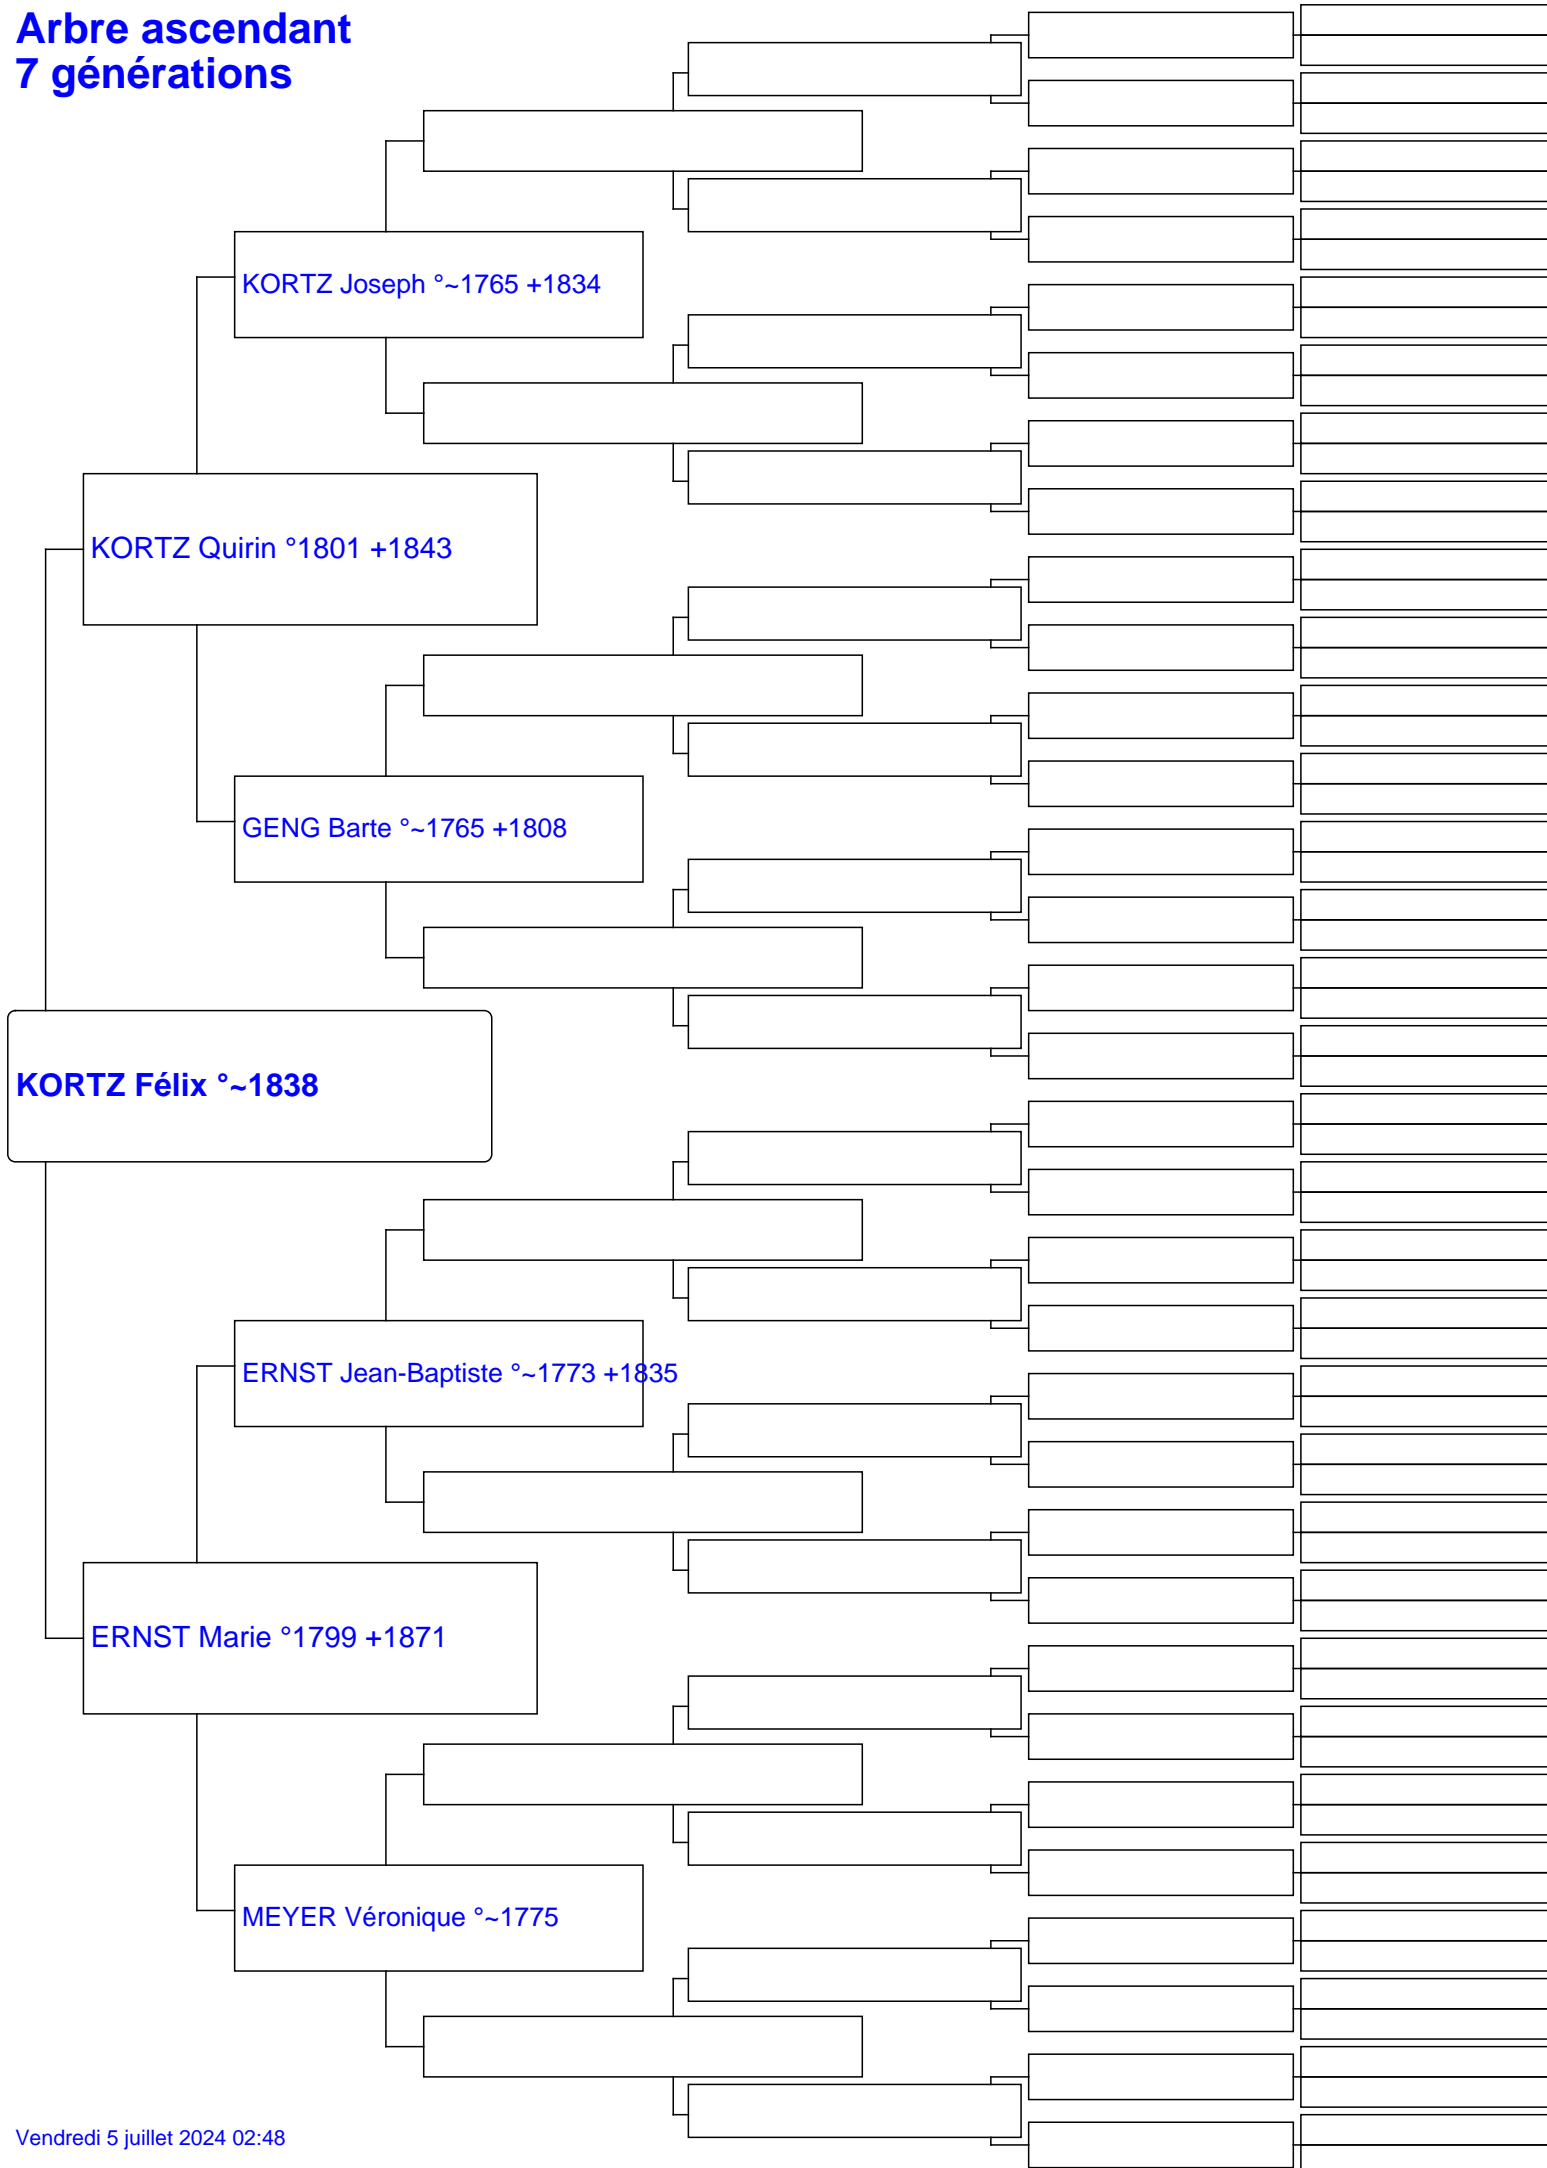 Arbre ascendant
7 générations
KORTZ Joseph °~1765 +1834
KORTZ Quirin °1801 +1843
GENG Barte °~1765 +1808
KORTZ Félix °~1838
ERNST Jean-Baptiste °~1773 +1835
ERNST Marie °1799 +1871
MEYER Véronique °~1775
Vendredi 5 juillet 2024 02:48